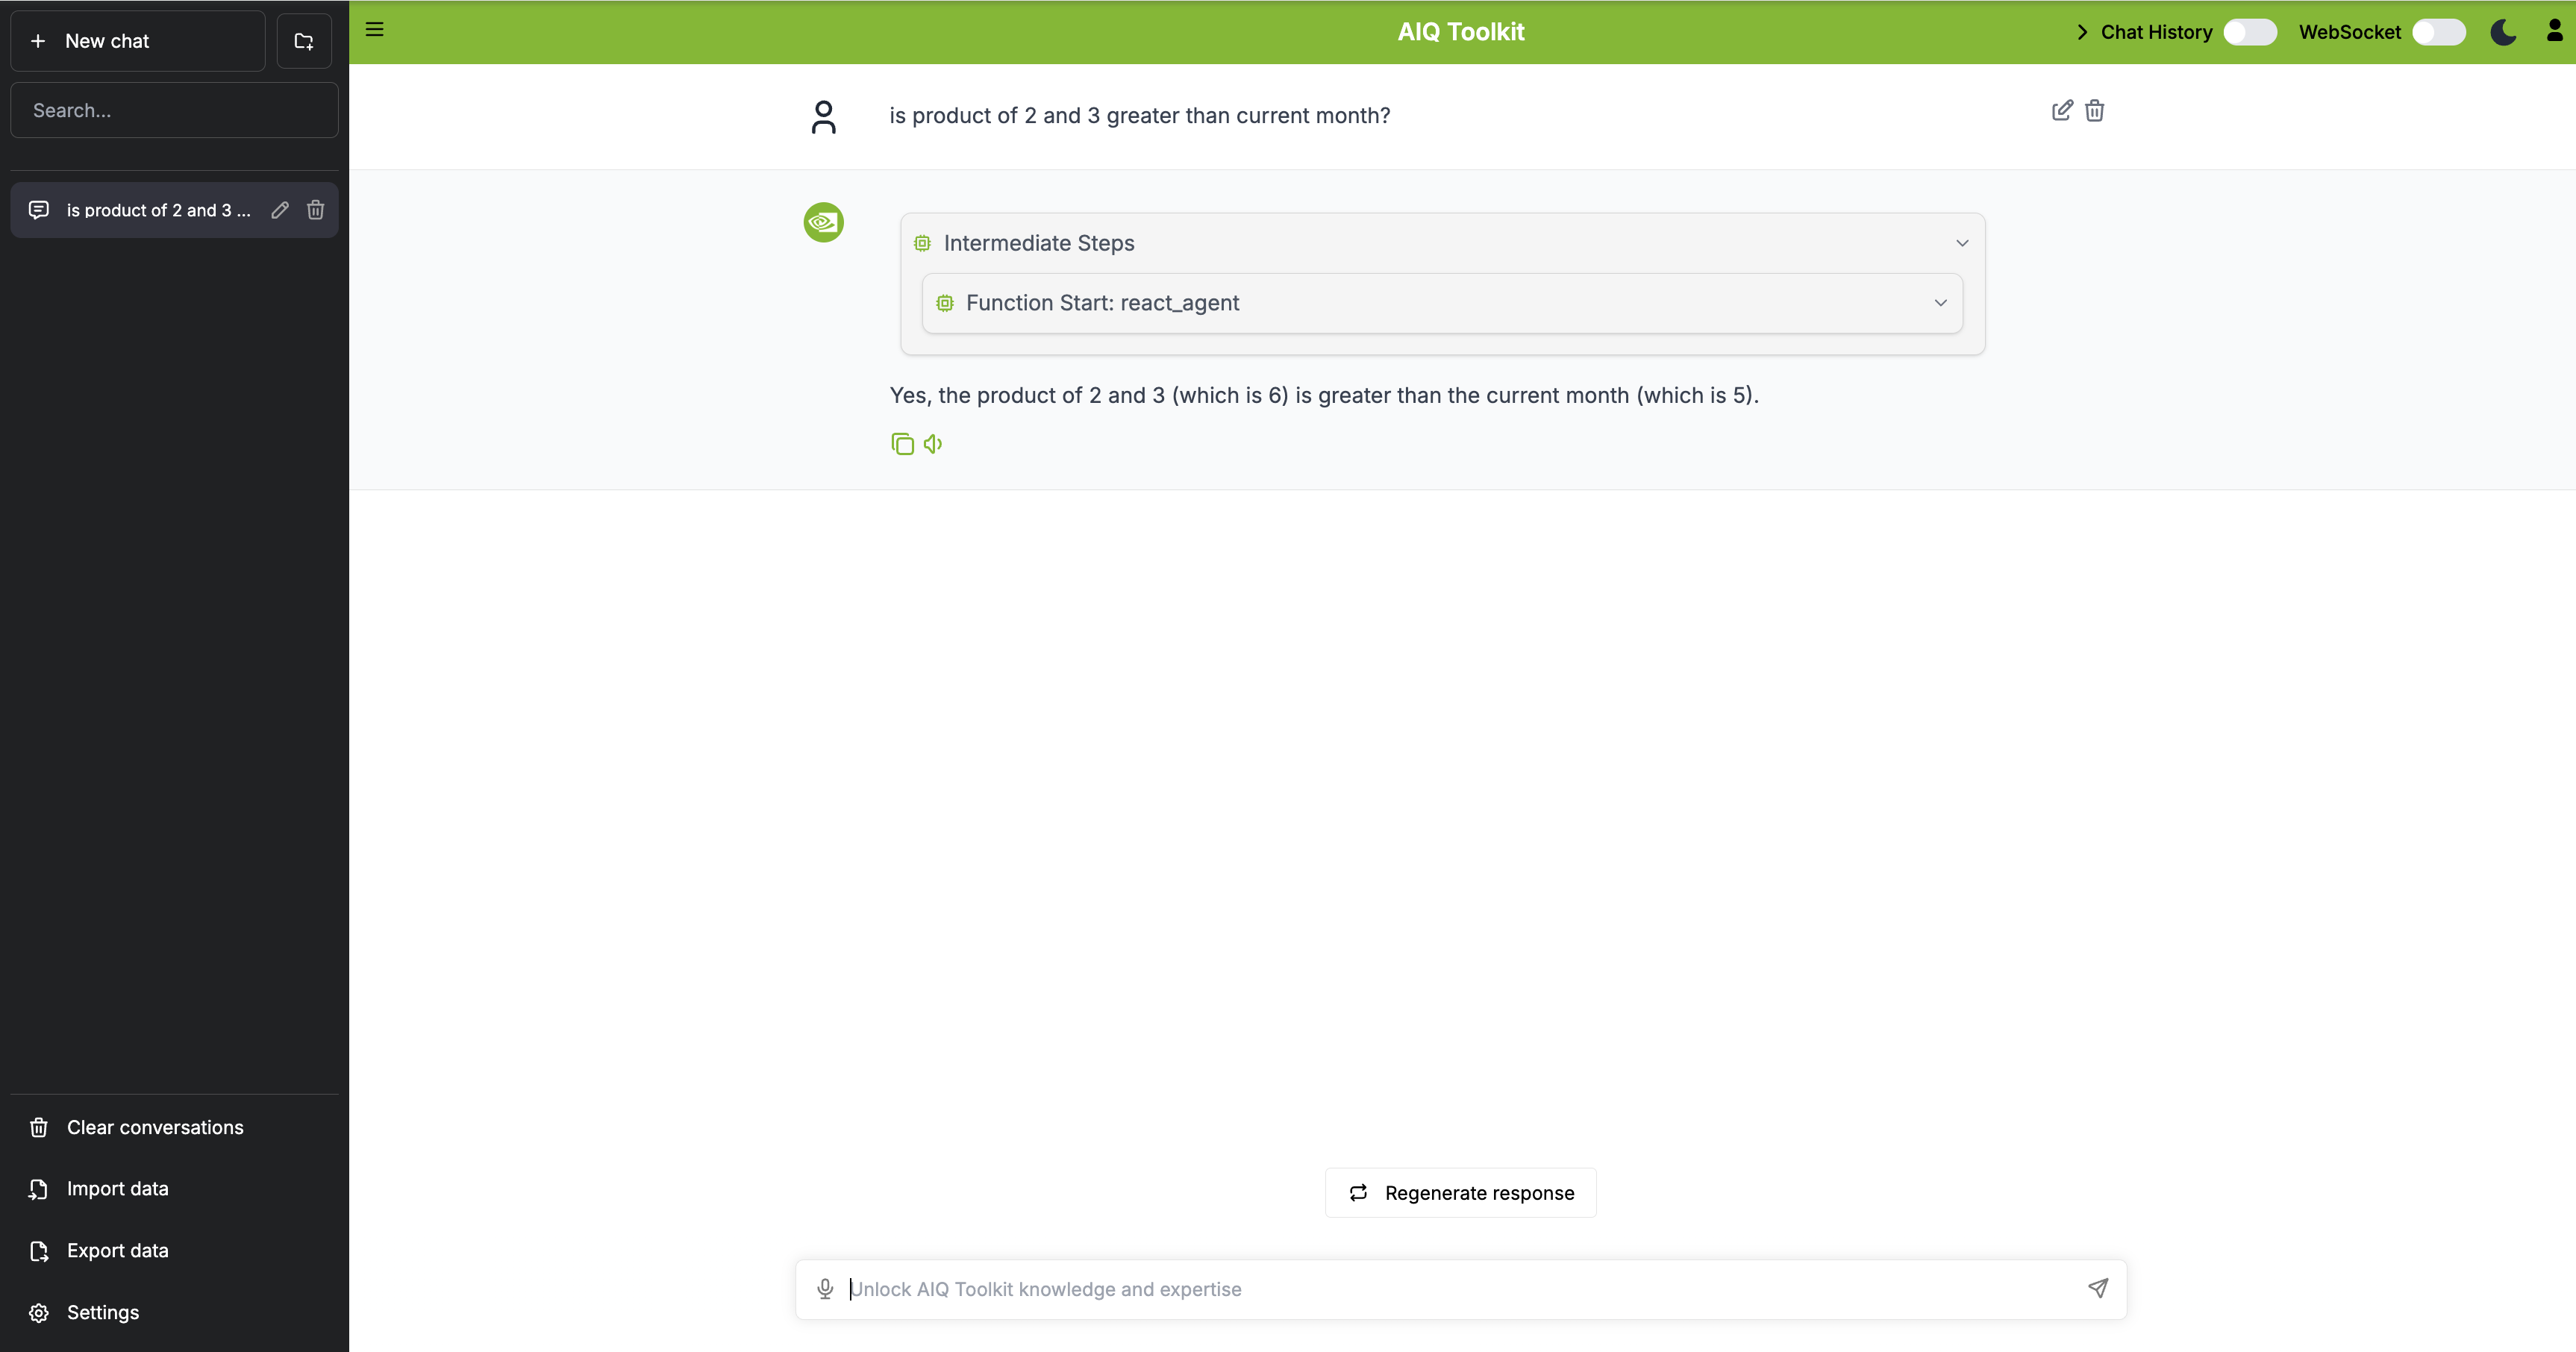 New chat
Search...
is product of 2 and 3 ...
Clear conversations
Import data
Export data
Settings
AIQ Toolkit
Chat History
WebSocket
is product of 2 and 3 greater than current month?
Intermediate Steps
Function Start: react_agent
Yes, the product of 2 and 3 (which is 6) is greater than the current month (which is 5).
Regenerate response
Unlock AIQ Toolkit knowledge and expertise